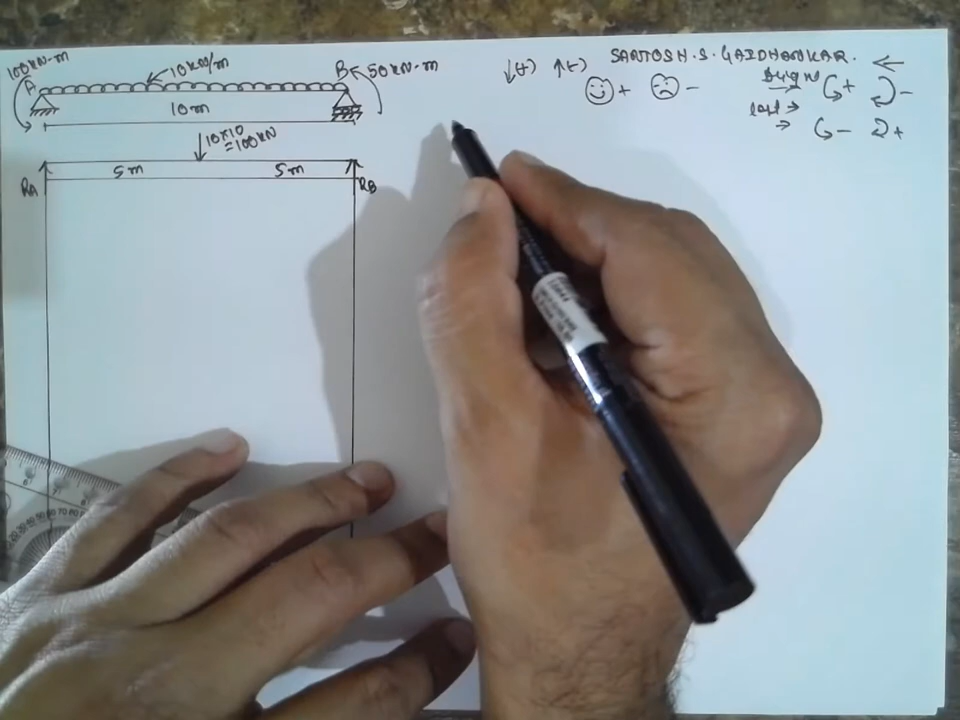 SANTOSH.S.GAIDHANKAR.
100kN-m
10kN/m
B 50kN-m
↓(+) ↑(-)
+ -
A
10m
+ -
- +
10x10
=100kN
5m 5m
RA RB